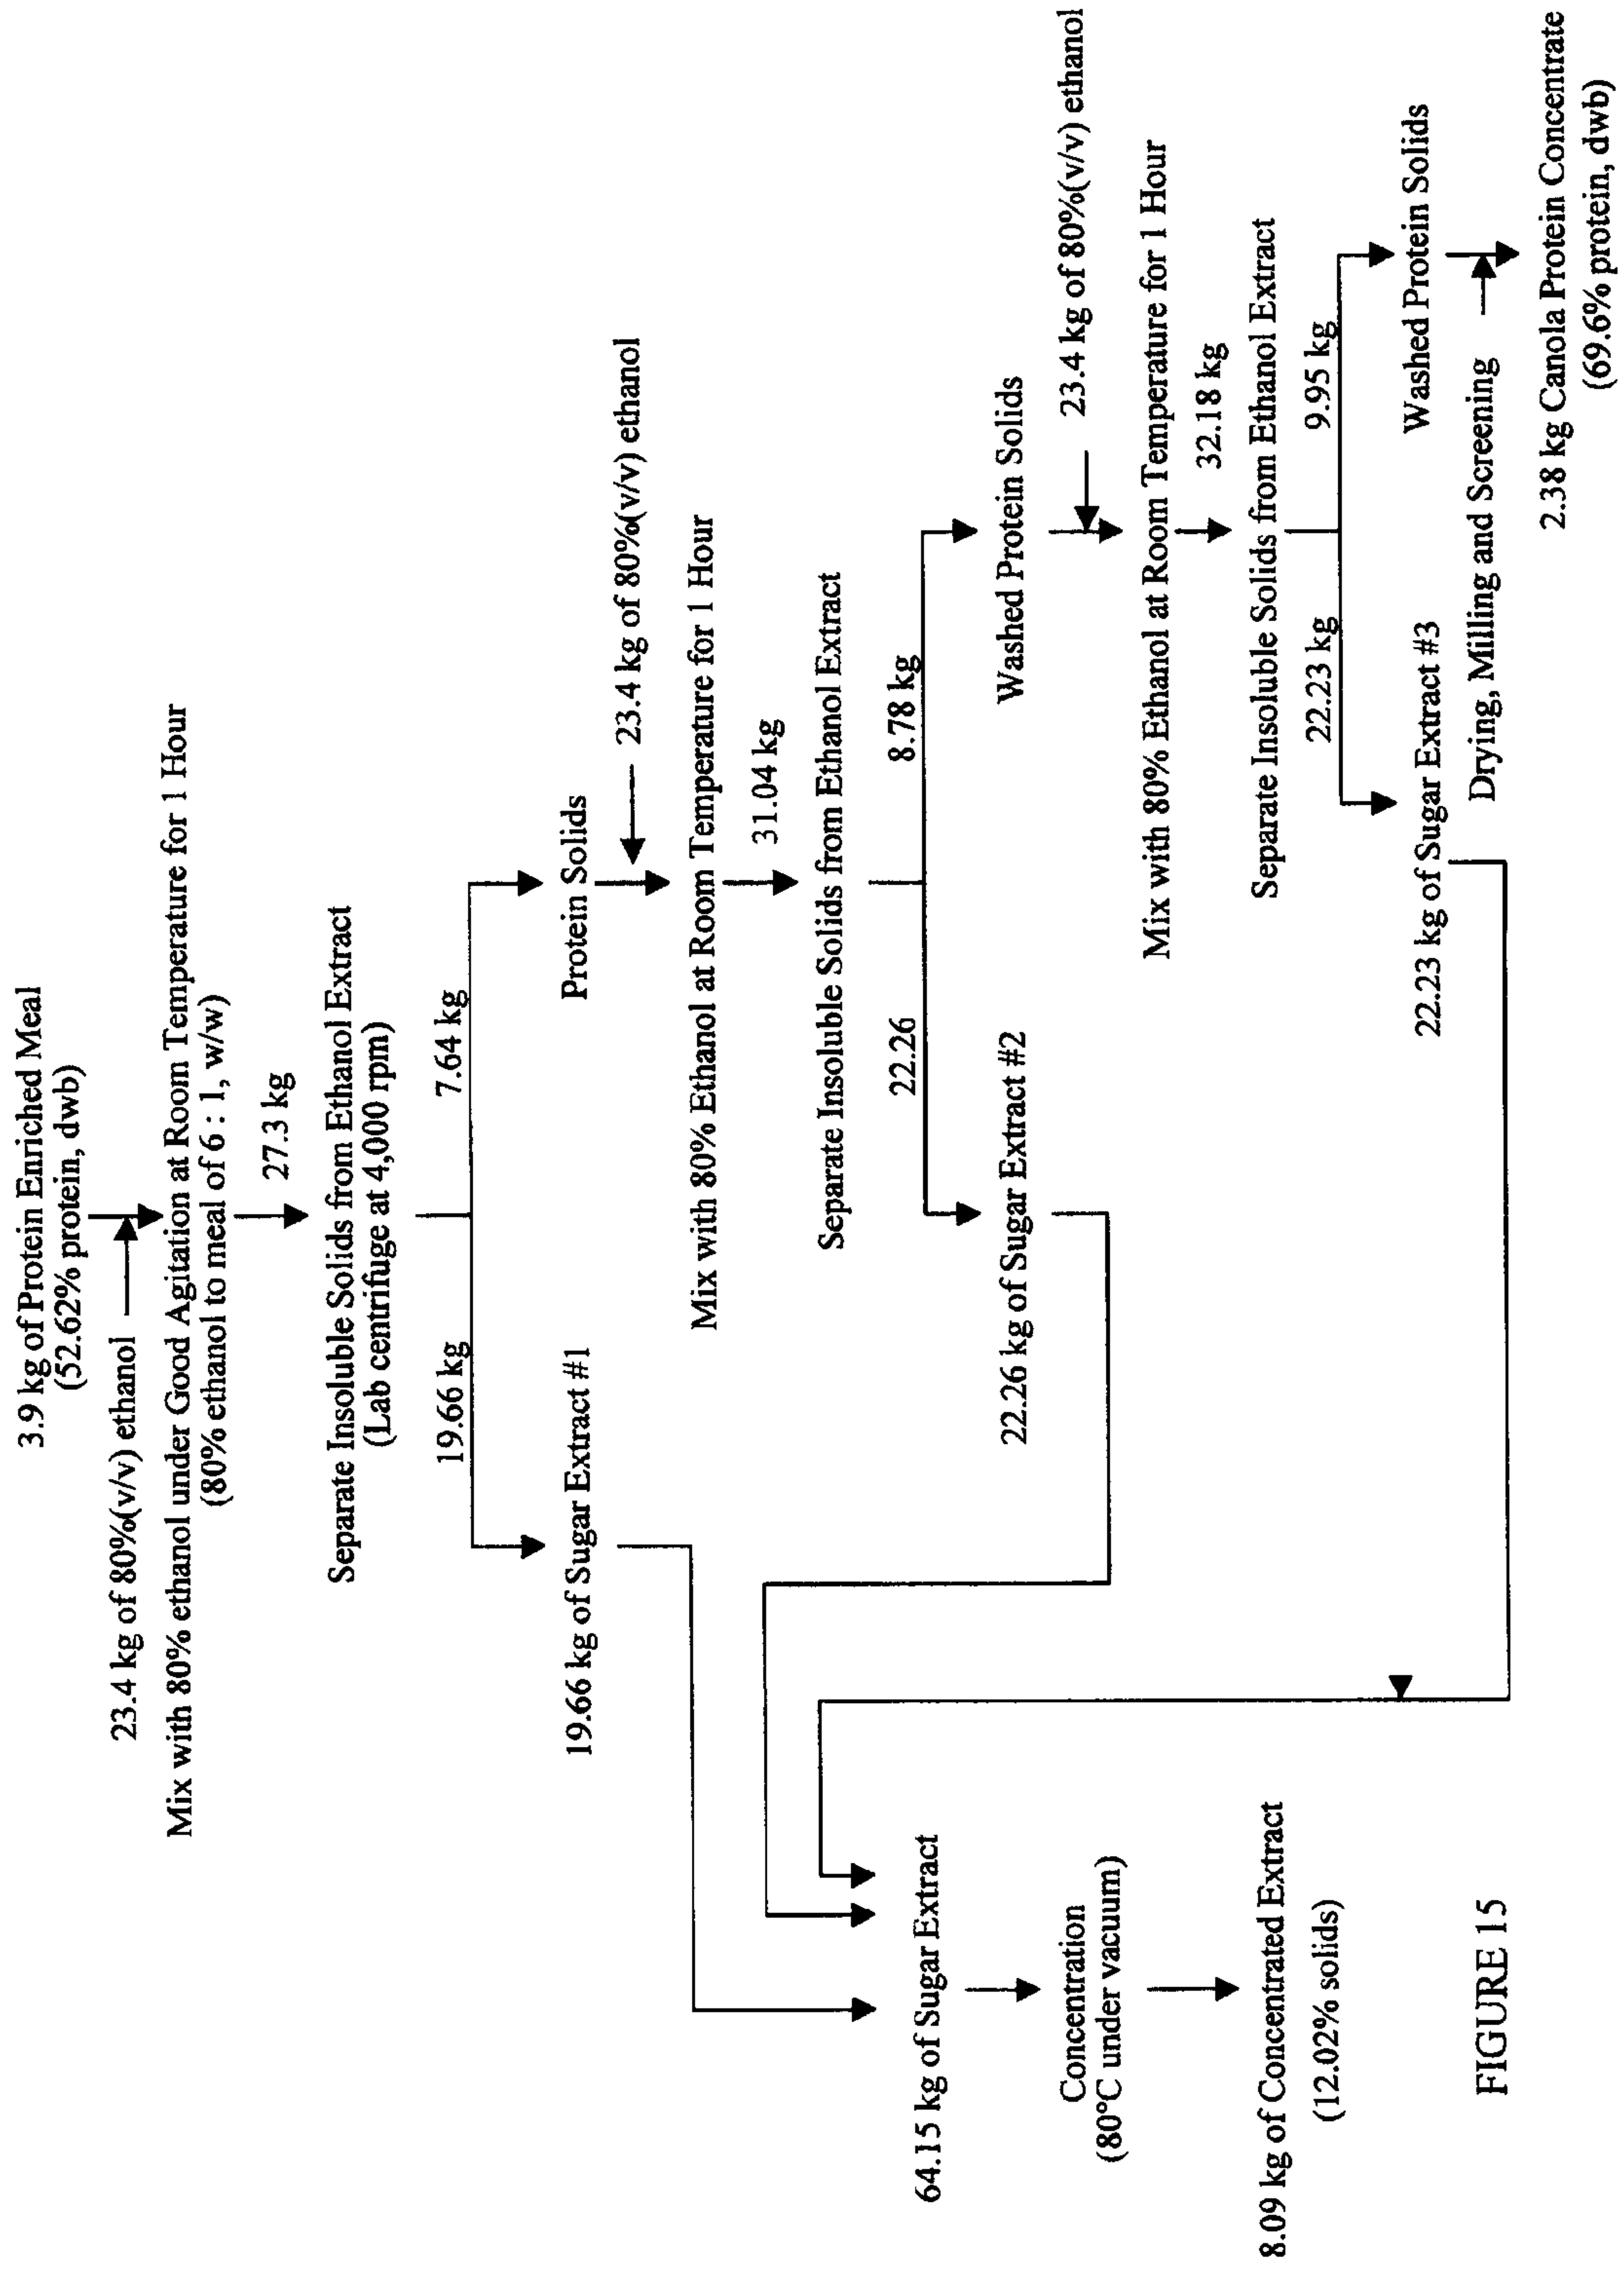 3.9 kg of Protein Enriched Meal
(52.62% protein, dwb)
23.4 kg of 80%(v/v) ethanol
Mix with 80% ethanol under Good Agitation at Room Temperature for 1 Hour
(80% ethanol to meal of 6 : 1, w/w)
27.3 kg
Separate Insoluble Solids from Ethanol Extract
(Lab centrifuge at 4,000 rpm)
19.66 kg
7.64 kg
19.66 kg of Sugar Extract #1
Protein Solids
23.4 kg of 80%(v/v) ethanol
Mix with 80% Ethanol at Room Temperature for 1 Hour
31.04 kg
Separate Insoluble Solids from Ethanol Extract
22.26
8.78 kg
22.26 kg of Sugar Extract #2
Washed Protein Solids
23.4 kg of 80%(v/v) ethanol
Mix with 80% Ethanol at Room Temperature for 1 Hour
32.18 kg
Separate Insoluble Solids from Ethanol Extract
22.23 kg
9.95 kg
22.23 kg of Sugar Extract #3
Washed Protein Solids
Drying, Milling and Screening
2.38 kg Canola Protein Concentrate
(69.6% protein, dwb)
64.15 kg of Sugar Extract
Concentration
(80°C under vacuum)
8.09 kg of Concentrated Extract
(12.02% solids)
FIGURE 15